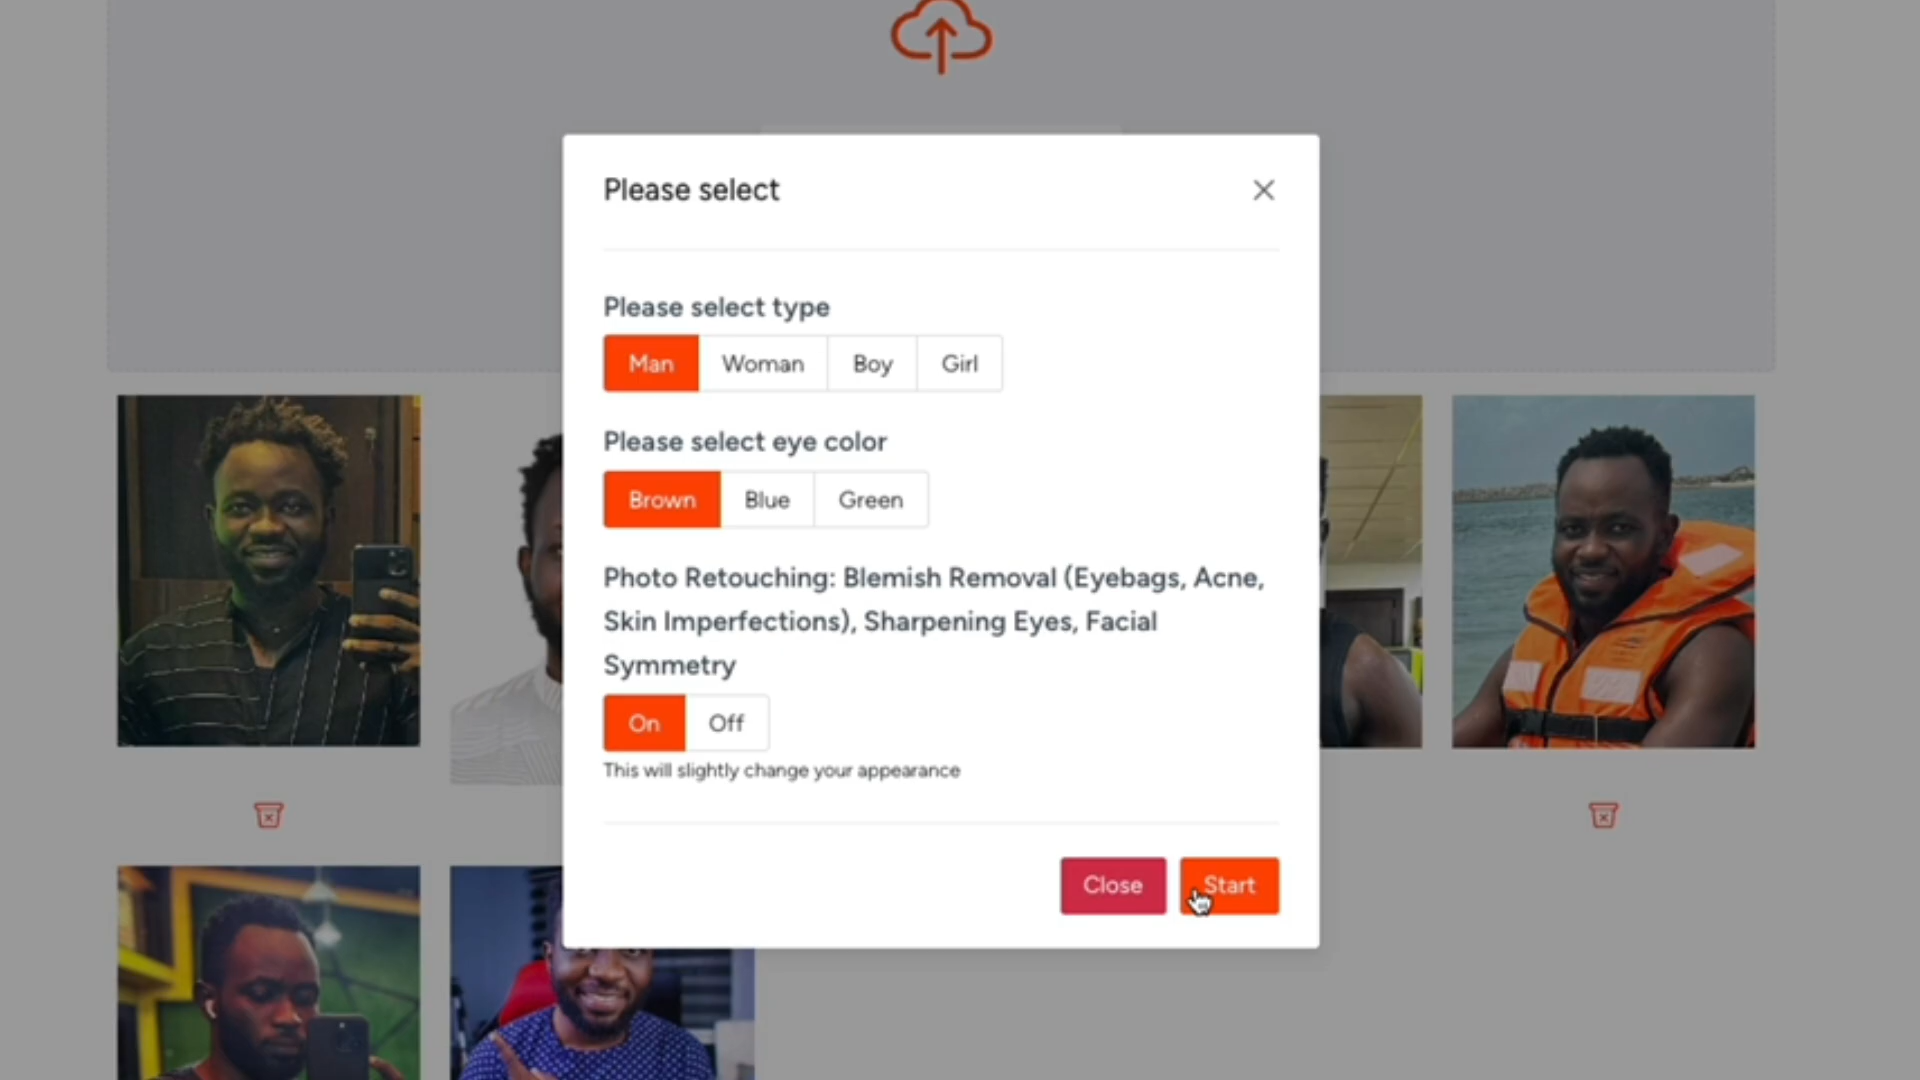 Please select
Please select type
Man Woman Boy Girl
Please select eye color
Brown Blue Green
Photo Retouching: Blemish Removal (Eyebags, Acne,
Skin Imperfections), Sharpening Eyes, Facial
Symmetry
On Off
This will slightly change your appearance
Close Start